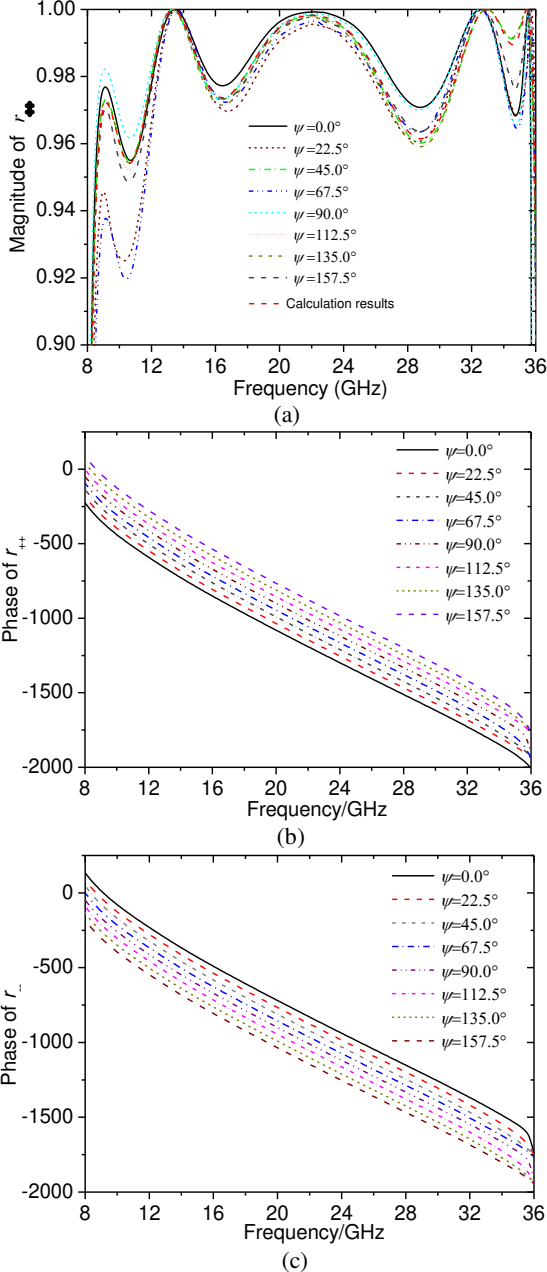 1.00
0.98
0.96
0.94
0.92
0.90
Magnitude of r
ψ=0.0°
ψ=22.5°
ψ=45.0°
ψ=67.5°
ψ=90.0°
ψ=112.5°
ψ=135.0°
ψ=157.5°
Calculation results
8 12 16 20 24 28 32 36
Frequency (GHz)
(a)
0
-500
-1000
-1500
-2000
Phase of r++
ψ=0.0°
ψ=22.5°
ψ=45.0°
ψ=67.5°
ψ=90.0°
ψ=112.5°
ψ=135.0°
ψ=157.5°
8 12 16 20 24 28 32 36
Frequency/GHz
(b)
0
-500
-1000
-1500
-2000
Phase of r--
ψ=0.0°
ψ=22.5°
ψ=45.0°
ψ=67.5°
ψ=90.0°
ψ=112.5°
ψ=135.0°
ψ=157.5°
8 12 16 20 24 28 32 36
Frequency/GHz
(c)